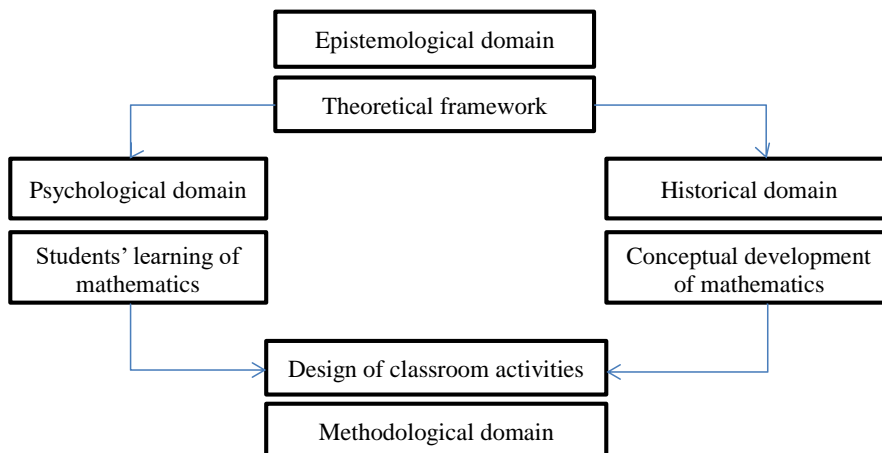 Epistemological domain
Theoretical framework
Psychological domain
Historical domain
Students’ learning of
mathematics
Conceptual development
of mathematics
Design of classroom activities
Methodological domain